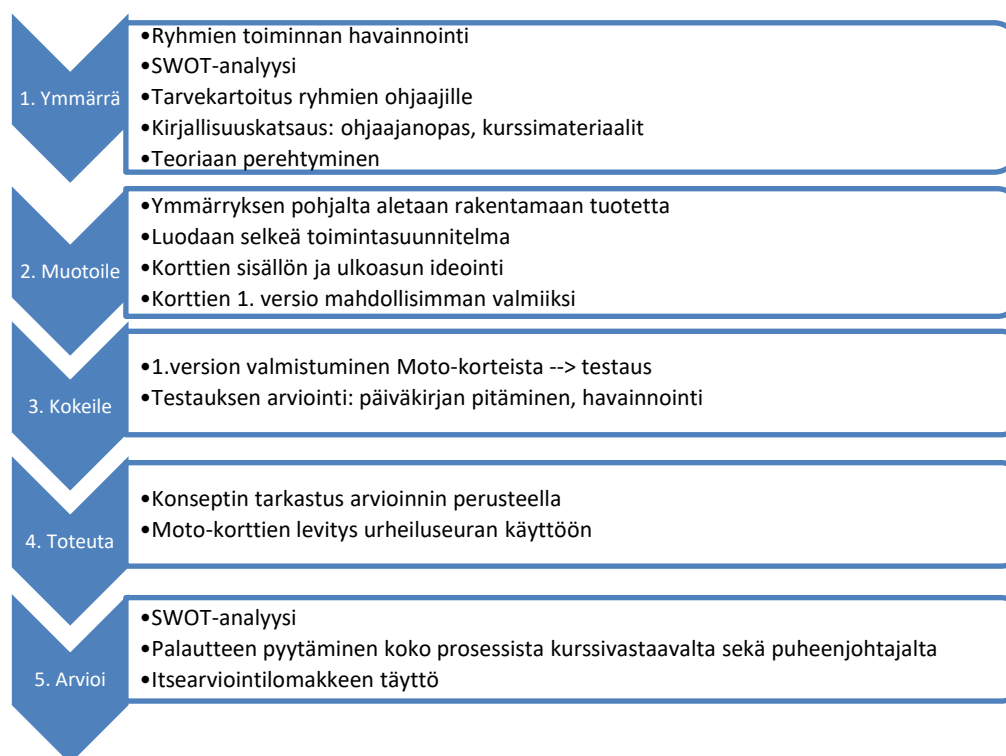 1. Ymmärrä
•Ryhmien toiminnan havainnointi
•SWOT-analyysi
•Tarvekartoitus ryhmien ohjaajille
•Kirjallisuuskatsaus: ohjaajanopas, kurssimateriaalit
•Teoriaan perehtyminen
2. Muotoile
•Ymmärryksen pohjalta aletaan rakentamaan tuotetta
•Luodaan selkeä toimintasuunnitelma
•Korttien sisällön ja ulkoasun ideointi
•Korttien 1. versio mahdollisimman valmiiksi
3. Kokeile
•1.version valmistuminen Moto-korteista --> testaus
•Testauksen arviointi: päiväkirjan pitäminen, havainnointi
4. Toteuta
•Konseptin tarkastus arvioinnin perusteella
•Moto-korttien levitys urheiluseuran käyttöön
5. Arvioi
•SWOT-analyysi
•Palautteen pyytäminen koko prosessista kurssivastaavalta sekä puheenjohtajalta
•Itsearviointilomakkeen täyttö